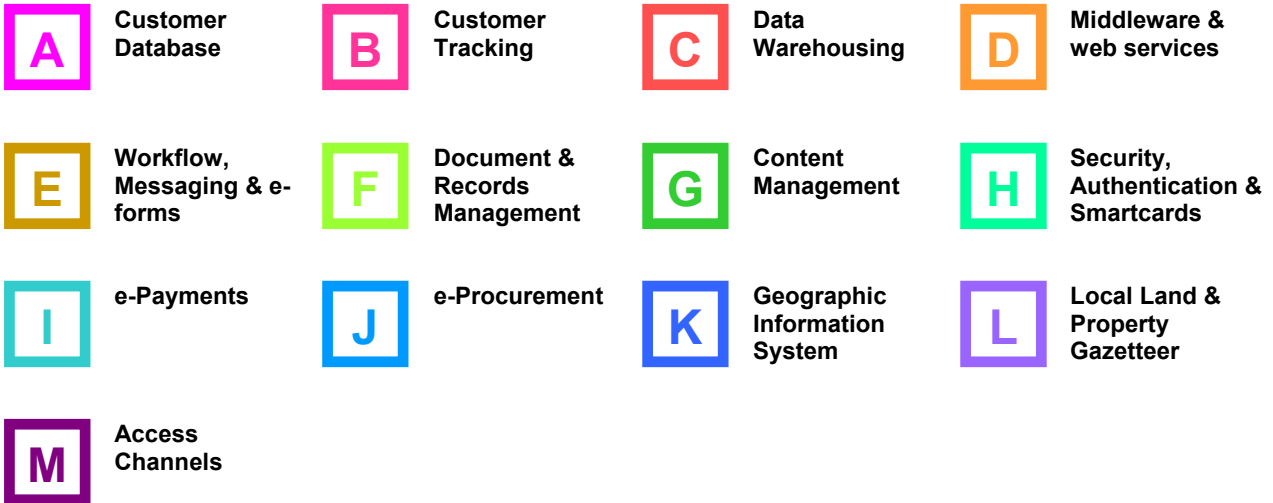 A
Customer
Database
B
Customer
Tracking
C
Data
Warehousing
D
Middleware &
web services
E
Workflow,
Messaging & e-
forms
F
Document &
Records
Management
G
Content
Management
H
Security,
Authentication &
Smartcards
I
e-Payments
J
e-Procurement
K
Geographic
Information
System
L
Local Land &
Property
Gazetteer
M
Access
Channels